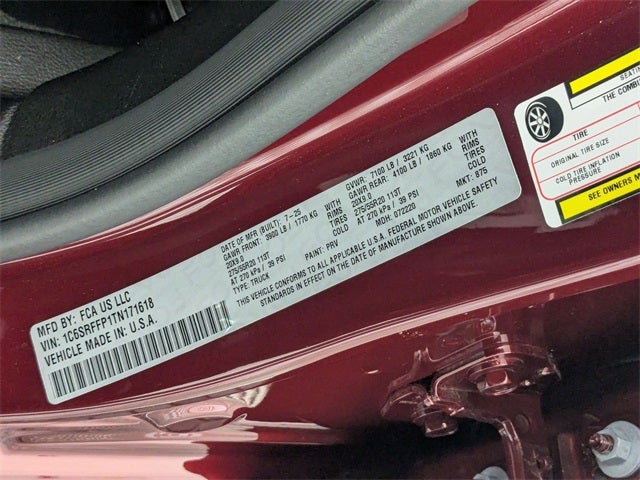 MFD BY: FCA US LLC
VIN: 1C6SRFFP1TN171618
VEHICLE MADE IN U.S.A.
DATE OF MFR (BUILT): 7-25
GAWR FRONT: 3900 LB / 1770 KG WITH
20X9.0 RIMS
275/55R20 113T TIRES
AT 270 kPa / 39 PSI COLD
TYPE: TRUCK
PAINT: PRV
GVWR: 7100 LB / 3221 KG
GAWR REAR: 4100 LB / 1860 KG WITH
20X9.0 RIMS
275/55R20 113T TIRES
AT 270 kPa / 39 PSI COLD
MDH: 072220
MKT: 875
THIS VEHICLE CONFORMS TO ALL APPLICABLE U.S.A. FEDERAL MOTOR VEHICLE SAFETY
STANDARDS IN EFFECT ON THE DATE OF MANUFACTURE SHOWN ABOVE.
THE
TIRE
ORIGINAL TIRE SIZE
COLD TIRE INFLATION
PRESSURE
SEE OWNERS